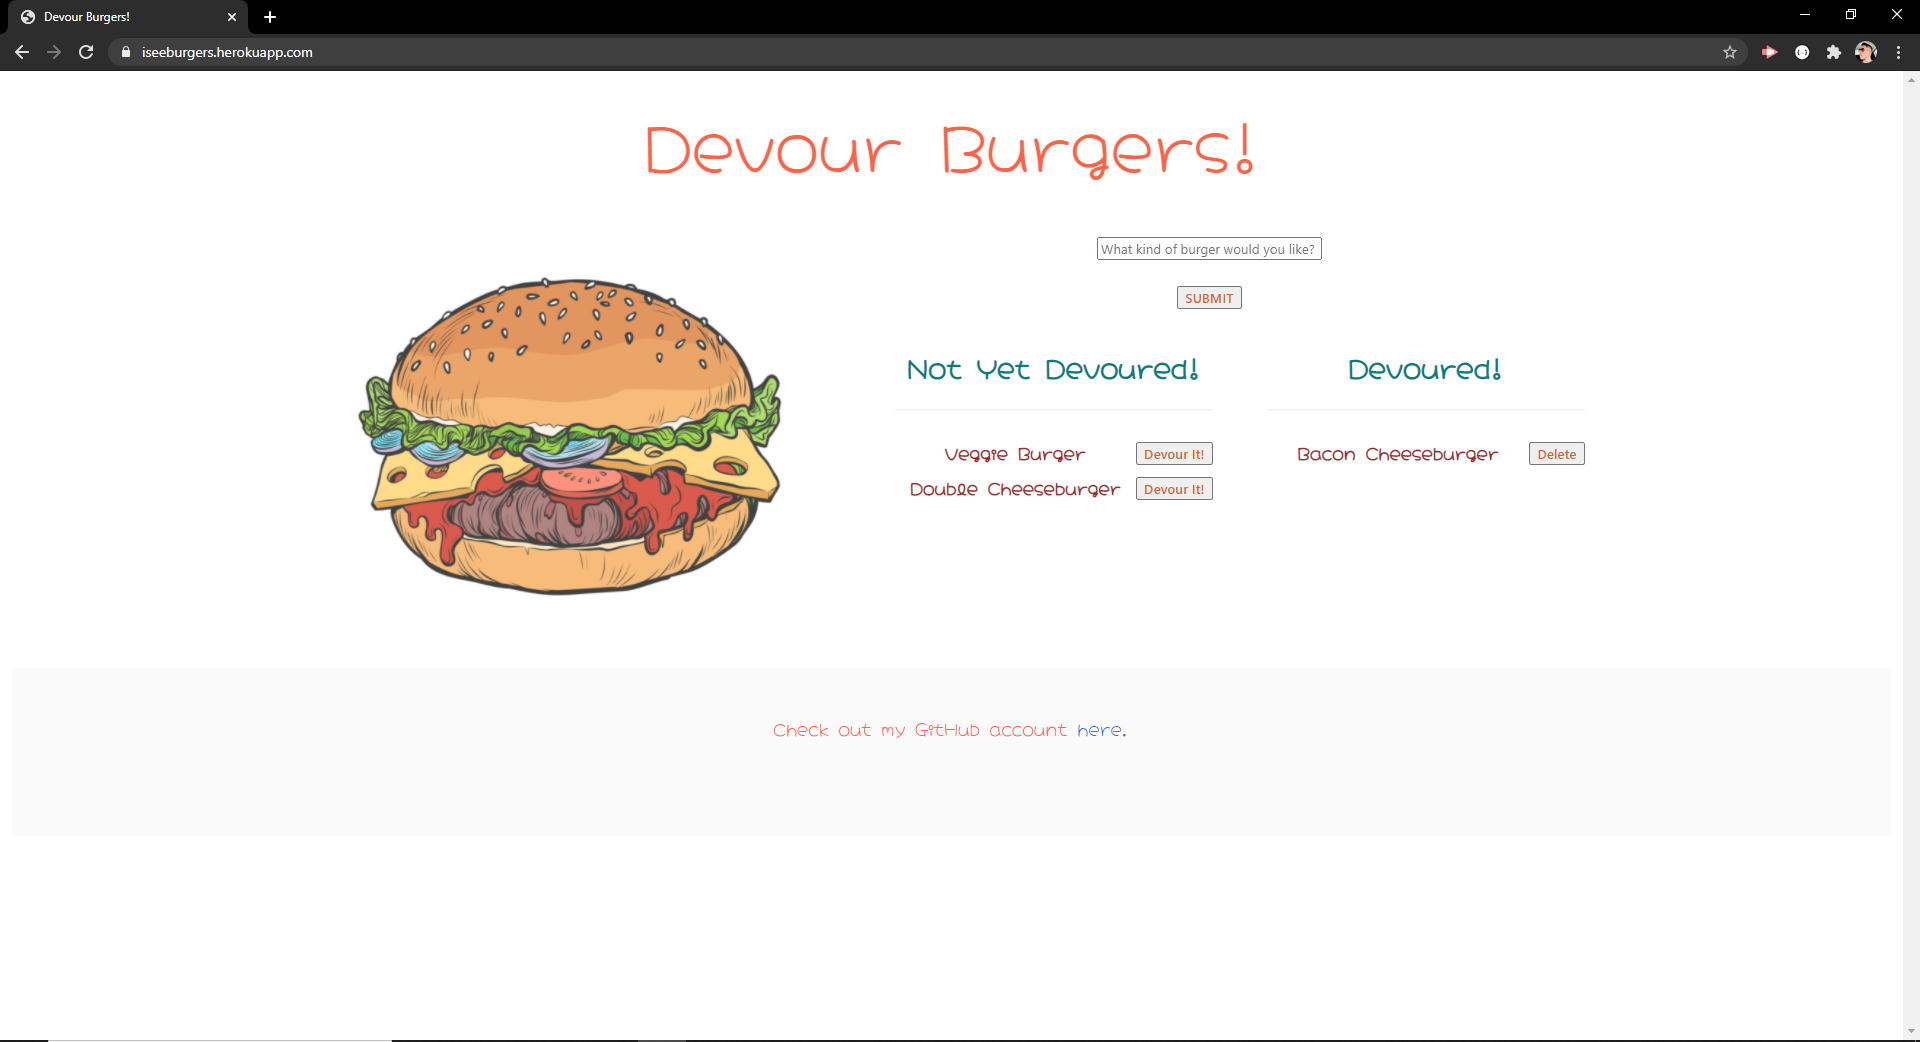 Devour Burgers!
iseeburgers.herokuapp.com
Devour Burgers!
What kind of burger would you like?
SUBMIT
Not Yet Devoured!
Devoured!
Veggie Burger Devour It!
Bacon Cheeseburger Delete
Double Cheeseburger Devour It!
Check out my GitHub account here.